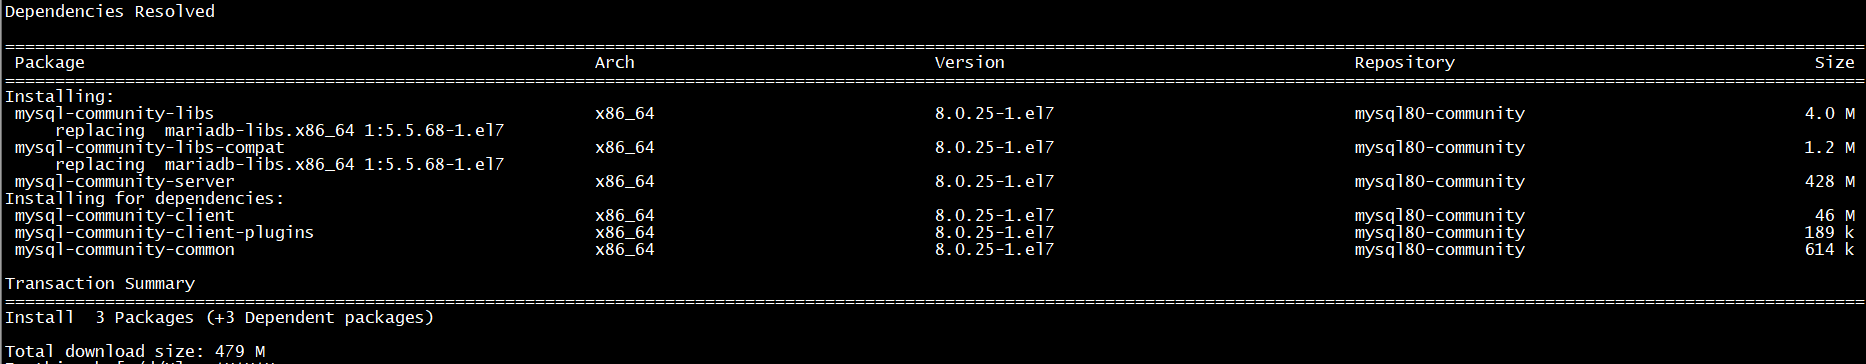 Dependencies Resolved
Package Arch Version Repository Size
Installing:
mysql-community-libs x86_64 8.0.25-1.el7 mysql80-community 4.0 M
replacing mariadb-libs.x86_64 1:5.5.68-1.el7
mysql-community-libs-compat x86_64 8.0.25-1.el7 mysql80-community 1.2 M
replacing mariadb-libs.x86_64 1:5.5.68-1.el7
mysql-community-server x86_64 8.0.25-1.el7 mysql80-community 428 M
Installing for dependencies:
mysql-community-client x86_64 8.0.25-1.el7 mysql80-community 46 M
mysql-community-client-plugins x86_64 8.0.25-1.el7 mysql80-community 189 k
mysql-community-common x86_64 8.0.25-1.el7 mysql80-community 614 k
Transaction Summary
Install 3 Packages (+3 Dependent packages)
Total download size: 479 M